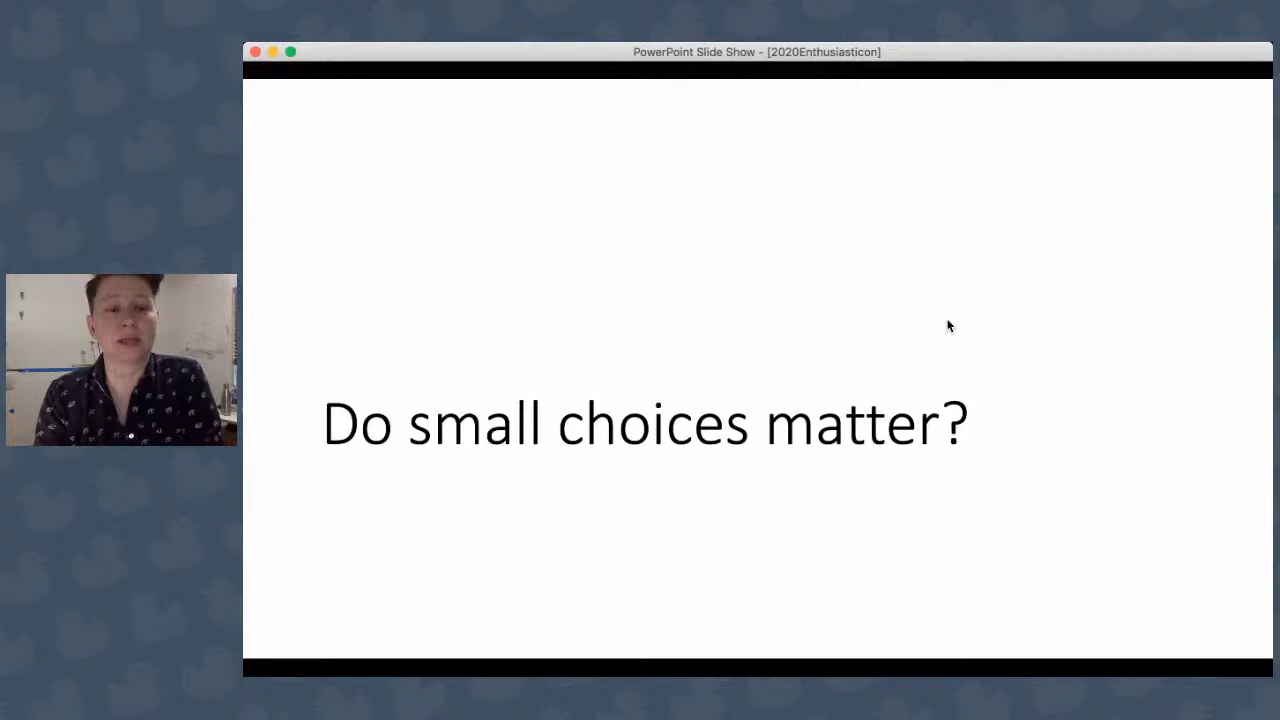 PowerPoint Slide Show - [2020Enthusiasticon]
Do small choices matter?